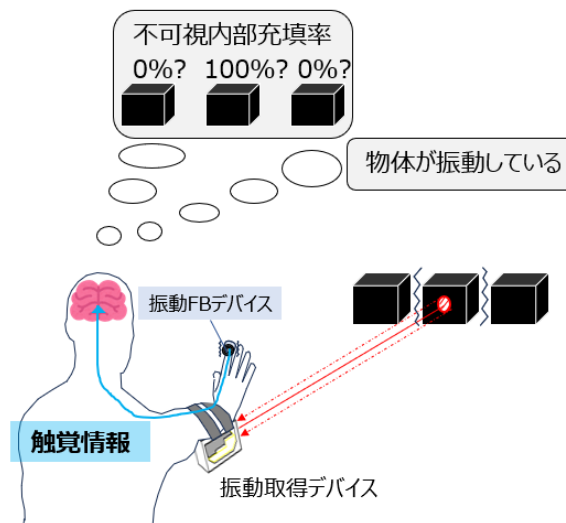 不可視内部充填率
0%? 100%? 0%?
物体が振動している
振動FBデバイス
触覚情報
振動取得デバイス